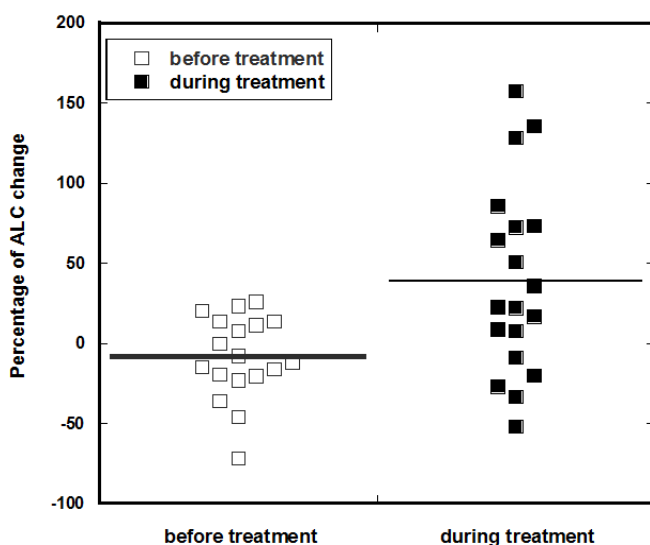 200
150
100
50
0
-50
-100
Percentage of ALC change
before treatment
during treatment
before treatment
during treatment